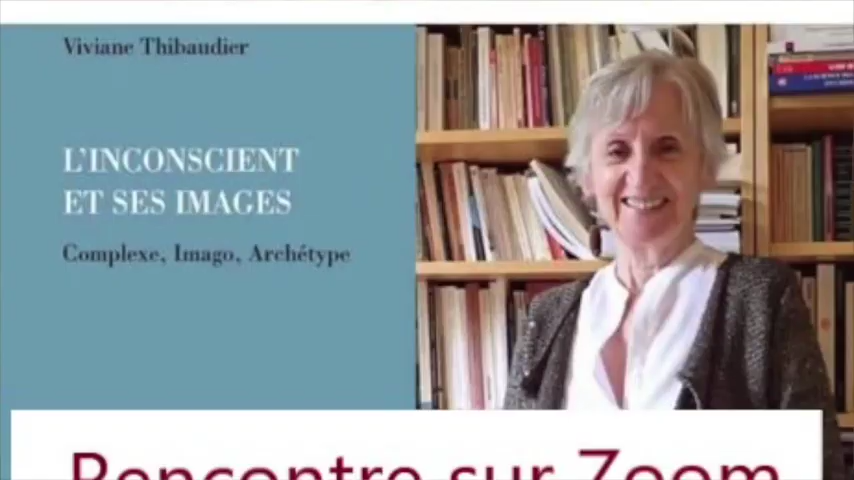 Viviane Thibaudier
L'INCONSCIENT
ET SES IMAGES
Complexe, Imago, Archétype
Rencontre sur Zoom